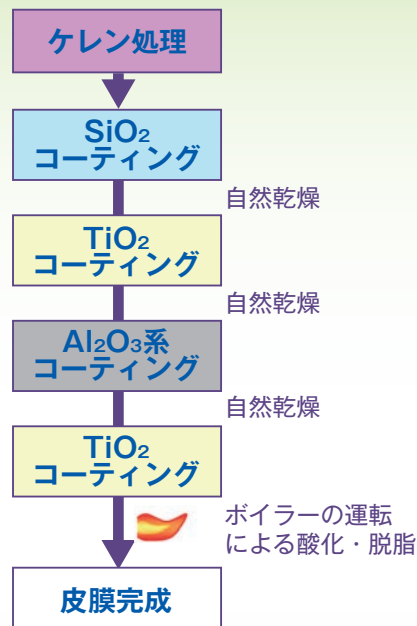 ケレン処理
SiO₂
コーティング
自然乾燥
TiO₂
コーティング
自然乾燥
Al₂O₃系
コーティング
自然乾燥
TiO₂
コーティング
ボイラーの運転
による酸化・脱脂
皮膜完成